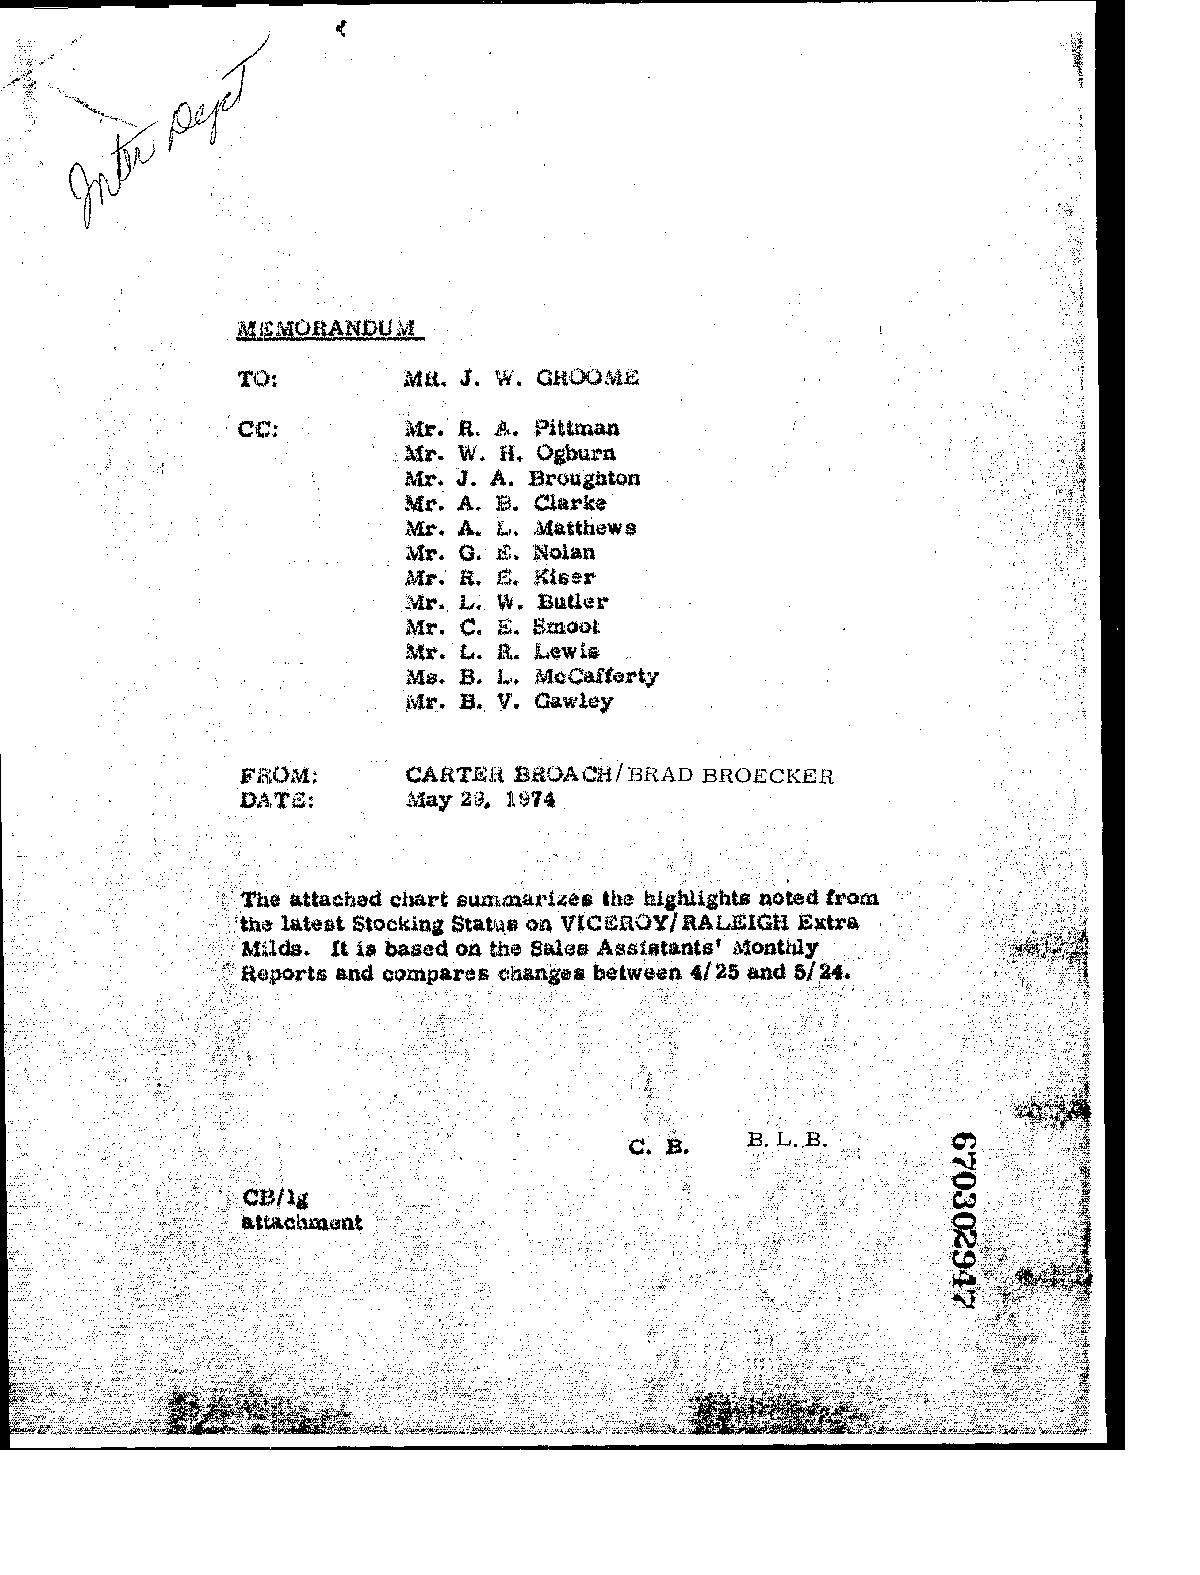 Inter Dept
MEMORANDUM
TO: MR. J. W. GROOME
CC: Mr. R. A. Pittman
Mr. W. H. Ogburn
Mr. J. A. Broughton
Mr. A. B. Clarke
Mr. A. L. Matthews
Mr. G. E. Nolan
Mr. R. E. Kiser
Mr. L. W. Butler
Mr. C. E. Smoot
Mr. L. R. Lewis
Ms. B. L. McCafferty
Mr. H. V. Gawley
FROM: CARTER BROACH/BRAD BROECKER
DATE: May 1974
The attached chart summarizes the highlights noted from
the latest Stocking Status on VICEROY/RALEIGH Extra
Milds. It is based on the Sales Assistants' Monthly
Reports and compares changes between 4/25 and 5/24.
C. B. B. L. B.
CB/lg
attachment
670302947